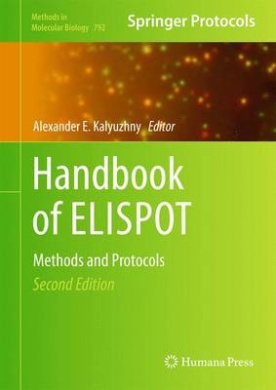 Methods in
Molecular Biology 792
Springer Protocols
Alexander E. Kalyuzhny Editor
Handbook
of ELISPOT
Methods and Protocols
Second Edition
Humana Press